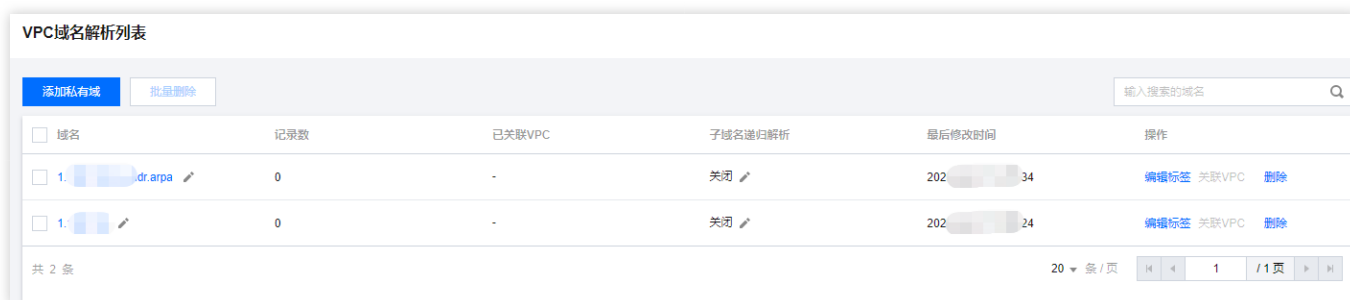 VPC域名解析列表
添加私有域 批量删除 输入搜索的域名
域名 记录数 已关联VPC 子域名递归解析 最后修改时间 操作
1. dr.arpa 0 - 关闭 202 34 编辑标签 关联VPC 删除
1. 0 - 关闭 202 24 编辑标签 关联VPC 删除
共 2 条 20 条 / 页 1 / 1 页